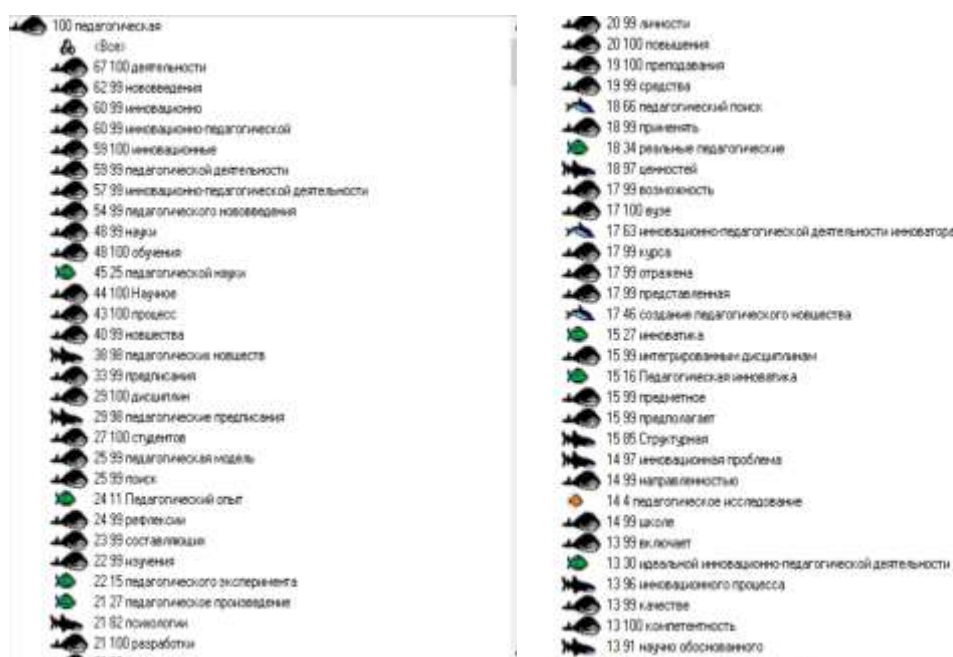 100 педагогическая
<Все>
67 100 деятельности
62 99 нововведения
60 99 инновационно
60 99 инновационно-педагогической
59 100 инновационные
59 99 педагогической деятельности
57 99 инновационно-педагогической деятельности
54 99 педагогического нововведения
48 99 науки
48 100 обучения
45 25 педагогической науки
44 100 Научное
43 100 процесс
40 99 новшества
38 98 педагогических новшеств
33 99 предписания
29 100 дисциплин
29 98 педагогические предписания
27 100 студентов
25 99 педагогическая модель
25 99 поиск
24 11 Педагогический опыт
24 99 рефлексии
23 99 составляющих
22 99 изучения
22 15 педагогического эксперимента
21 27 педагогическое произведение
21 82 психологии
21 100 разработки
20 99 личности
20 100 повышения
19 100 преподавания
19 99 средства
18 66 педагогический поиск
18 99 применять
18 34 реальные педагогические
18 97 ценностей
17 99 возможность
17 100 вузе
17 63 инновационно-педагогической деятельности инноватора
17 99 курса
17 99 отражена
17 99 представленная
17 46 создание педагогического новшества
15 27 инноватика
15 99 интегрированным дисциплинам
15 16 Педагогическая инноватика
15 99 предметное
15 99 предполагает
15 85 Структурная
14 97 инновационная проблема
14 99 направленностью
14 4 педагогическое исследование
14 99 школе
13 99 включает
13 30 идеальной инновационно-педагогической деятельности
13 96 инновационного процесса
13 99 качестве
13 100 компетентность
13 91 научно обоснованного